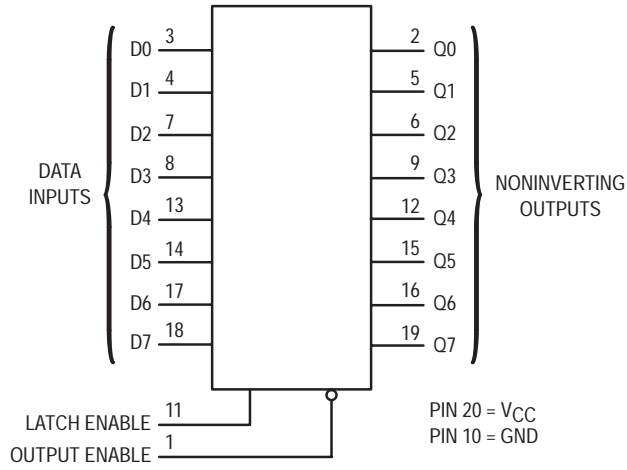 D0 3
D1 4
D2 7
D3 8
D4 13
D5 14
D6 17
D7 18
DATA
INPUTS
2 Q0
5 Q1
6 Q2
9 Q3
12 Q4
15 Q5
16 Q6
19 Q7
NONINVERTING
OUTPUTS
LATCH ENABLE 11
OUTPUT ENABLE 1
PIN 20 = VCC
PIN 10 = GND